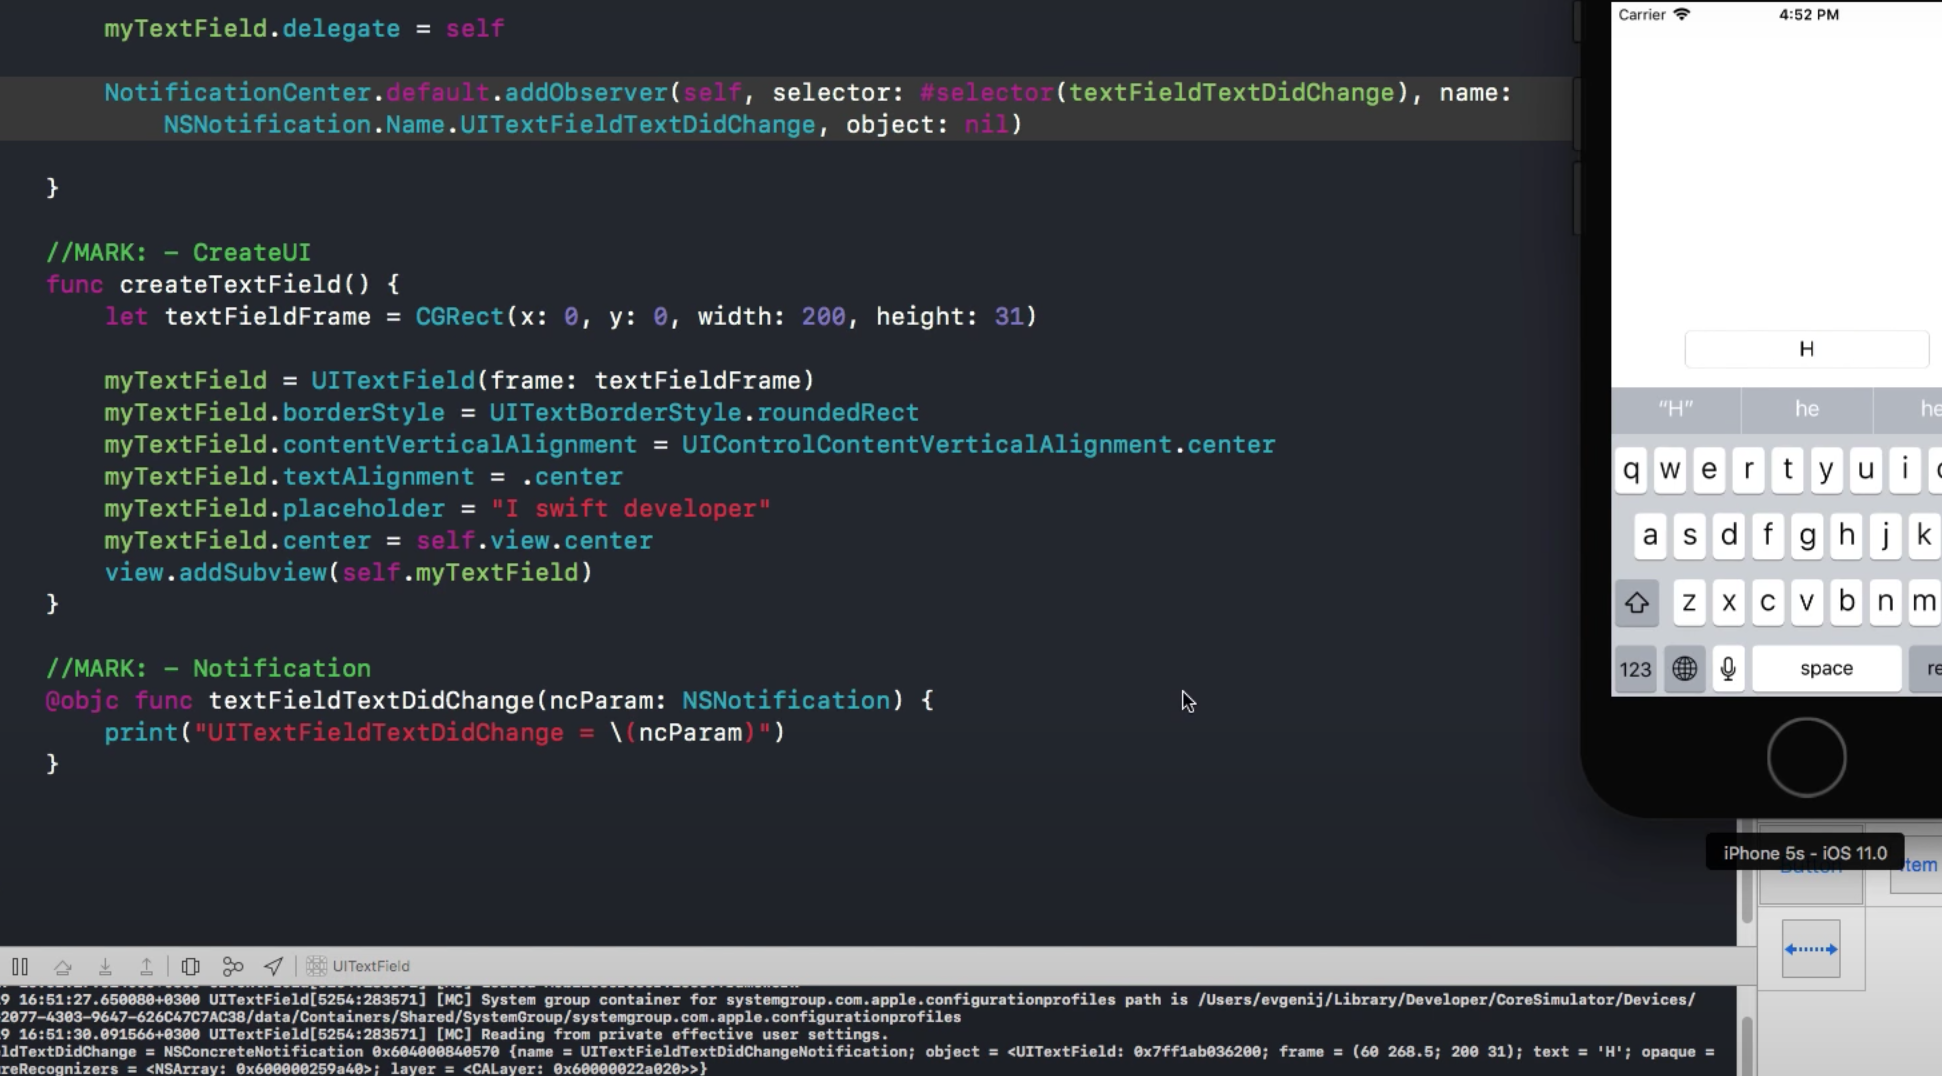 myTextField.delegate = self
NotificationCenter.default.addObserver(self, selector: #selector(textFieldTextDidChange), name:
NSNotification.Name.UITextFieldTextDidChange, object: nil)
}
//MARK: – CreateUI
func createTextField() {
let textFieldFrame = CGRect(x: 0, y: 0, width: 200, height: 31)
myTextField = UITextField(frame: textFieldFrame)
myTextField.borderStyle = UITextBorderStyle.roundedRect
myTextField.contentVerticalAlignment = UIControlContentVerticalAlignment.center
myTextField.textAlignment = .center
myTextField.placeholder = "I swift developer"
myTextField.center = self.view.center
view.addSubview(self.myTextField)
}
//MARK: – Notification
@objc func textFieldTextDidChange(ncParam: NSNotification) {
print("UITextFieldTextDidChange = \(ncParam)")
}
Carrier 4:52 PM
H
“H” he he
q w e r t y u i
a s d f g h j k
z x c v b n m
123 space re
iPhone 5s - iOS 11.0
Button Item
UITextField
9 16:51:27.650080+0300 UITextField[5254:283571] [MC] System group container for systemgroup.com.apple.configurationprofiles path is /Users/evgenij/Library/Developer/CoreSimulator/Devices/
2077-4303-9647-626C47C7AC38/data/Containers/Shared/SystemGroup/systemgroup.com.apple.configurationprofiles
9 16:51:30.091566+0300 UITextField[5254:283571] [MC] Reading from private effective user settings.
ldTextDidChange = NSConcreteNotification 0x604000840570 {name = UITextFieldTextDidChangeNotification; object = <UITextField: 0x7ff1ab036200; frame = (60 268.5; 200 31); text = 'H'; opaque =
reRecognizers = <NSArray: 0x600000259a40>; layer = <CALayer: 0x60000022a020>>}